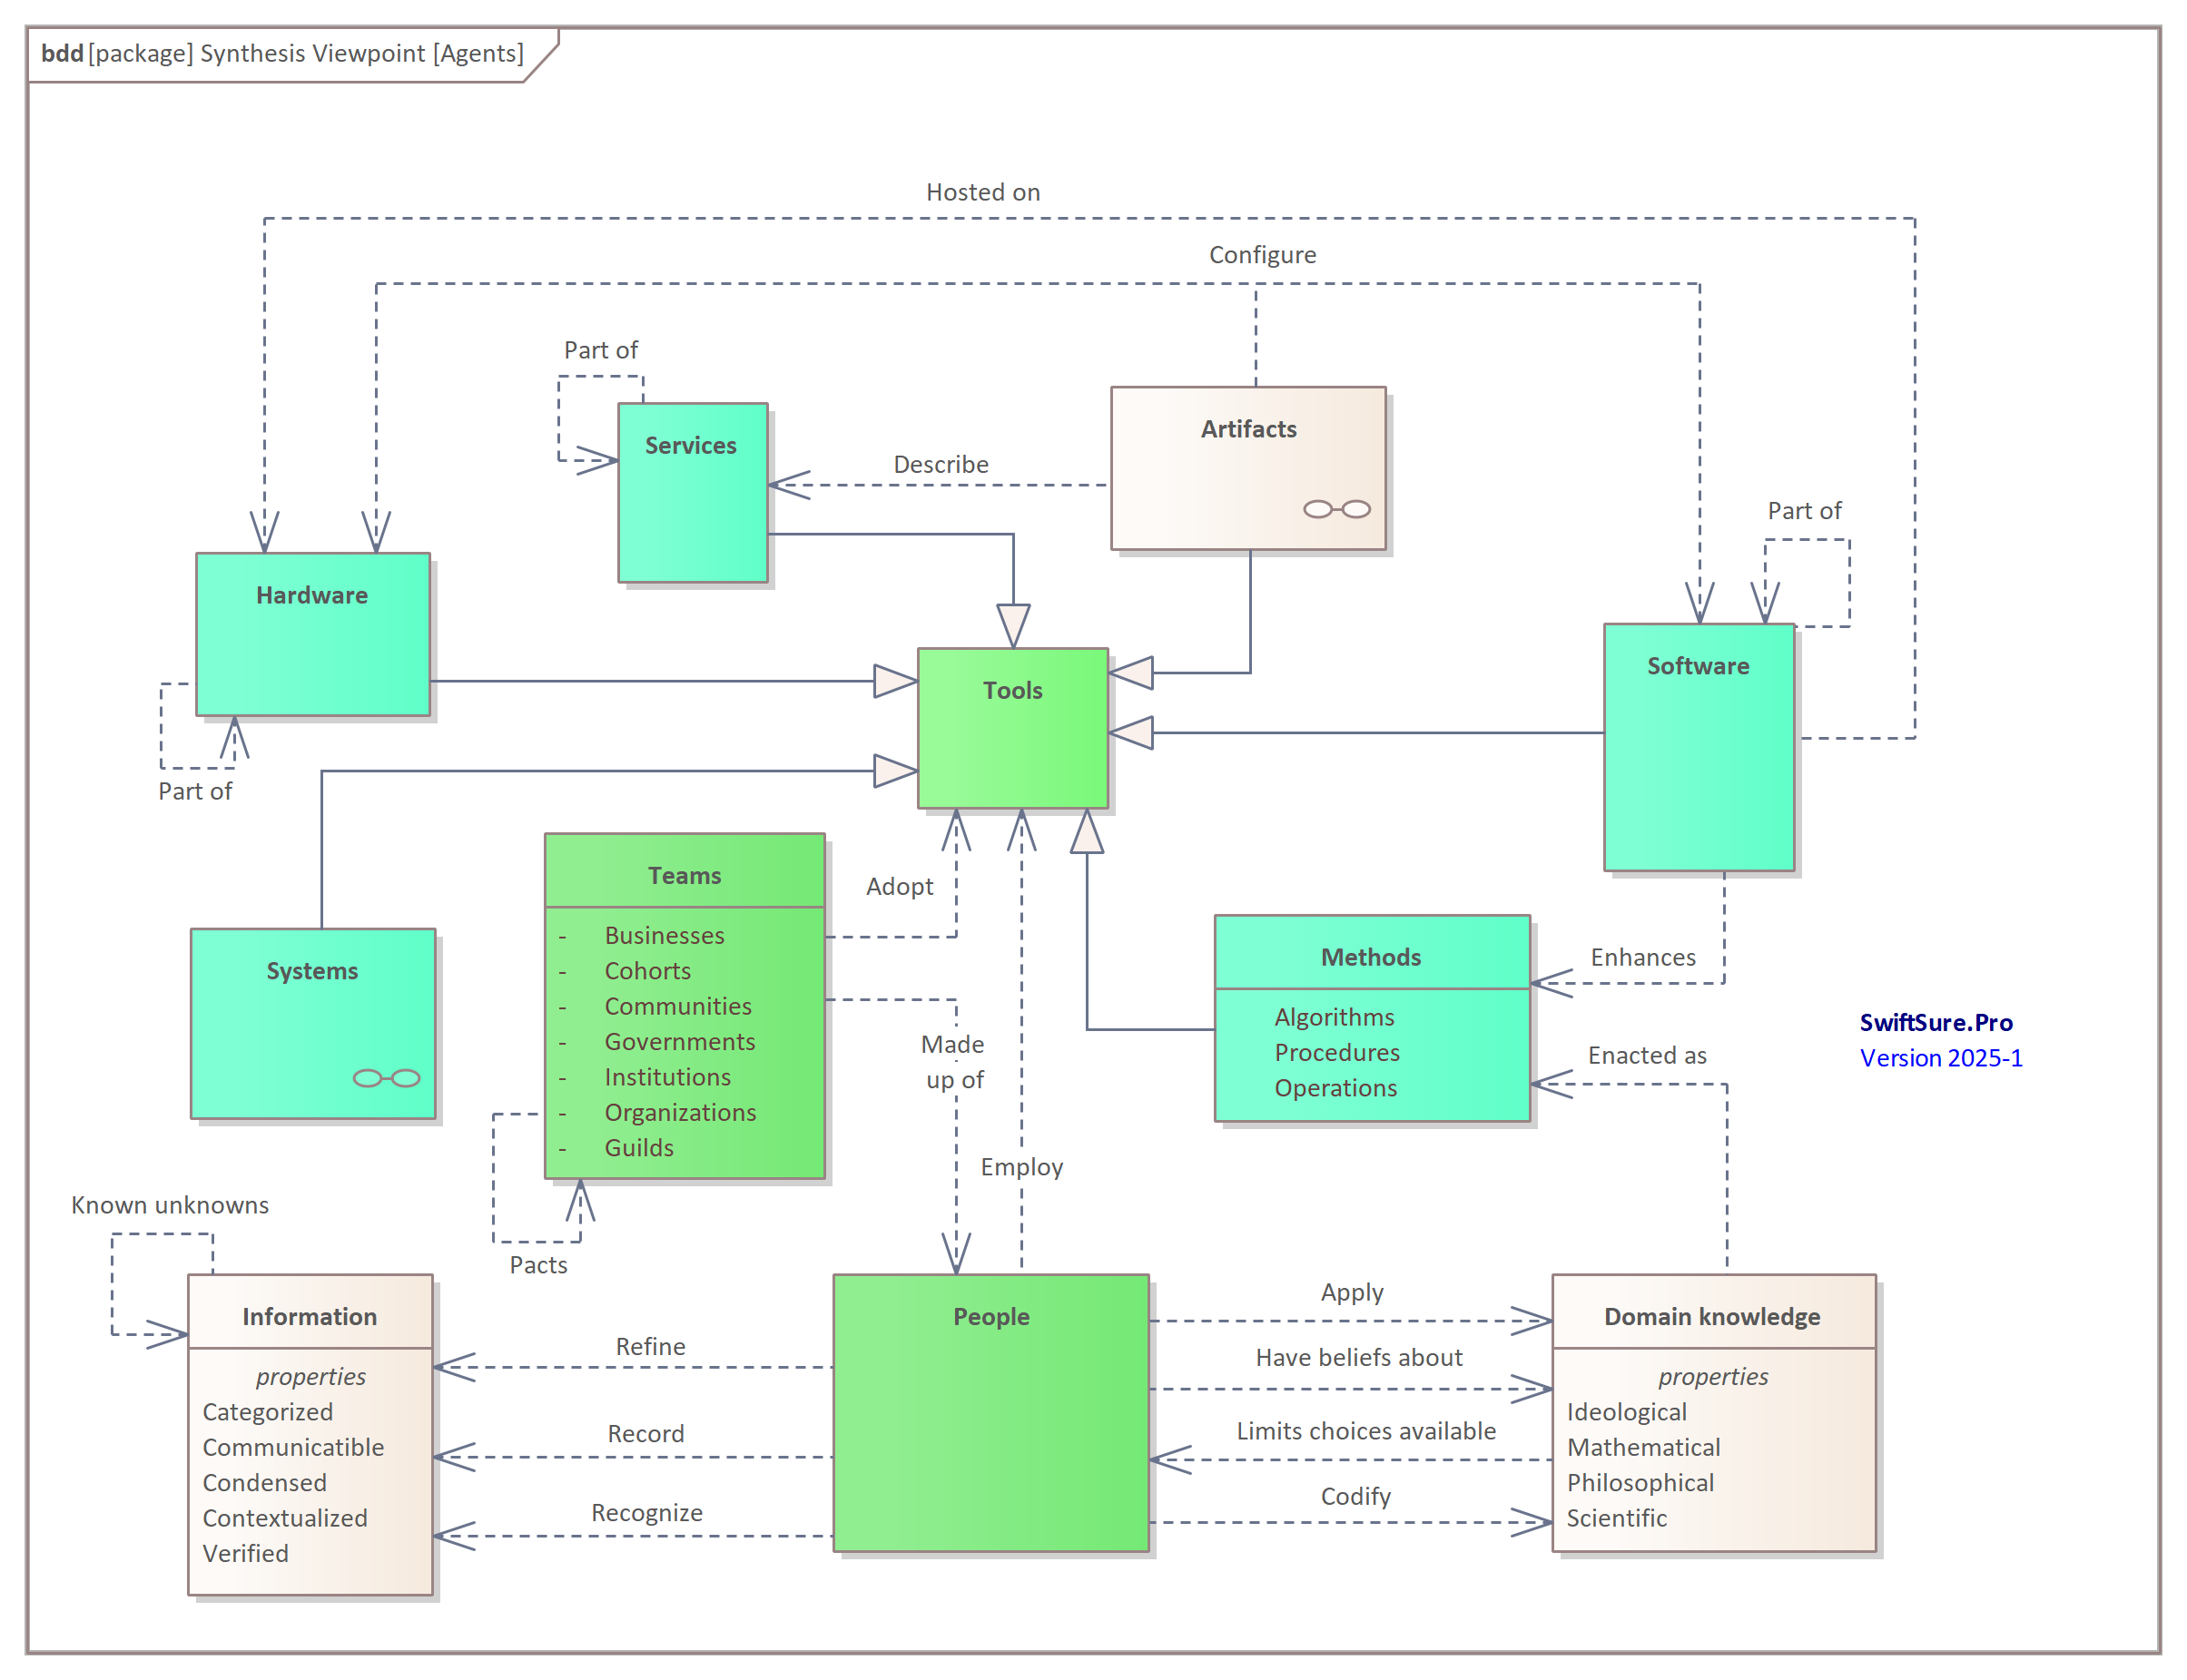 bdd [package] Synthesis Viewpoint [Agents]
Hosted on
Configure
Part of
Services
Describe
Artifacts
Part of
Hardware
Part of
Tools
Software
Teams
- Businesses
- Cohorts
- Communities
- Governments
- Institutions
- Organizations
- Guilds
Adopt
Made
up of
Employ
Pacts
Systems
Methods
Algorithms
Procedures
Operations
Enhances
Enacted as
SwiftSure.Pro
Version 2025-1
Known unknowns
Information
properties
Categorized
Communicatible
Condensed
Contextualized
Verified
Refine
Record
Recognize
People
Apply
Have beliefs about
Limits choices available
Codify
Domain knowledge
properties
Ideological
Mathematical
Philosophical
Scientific